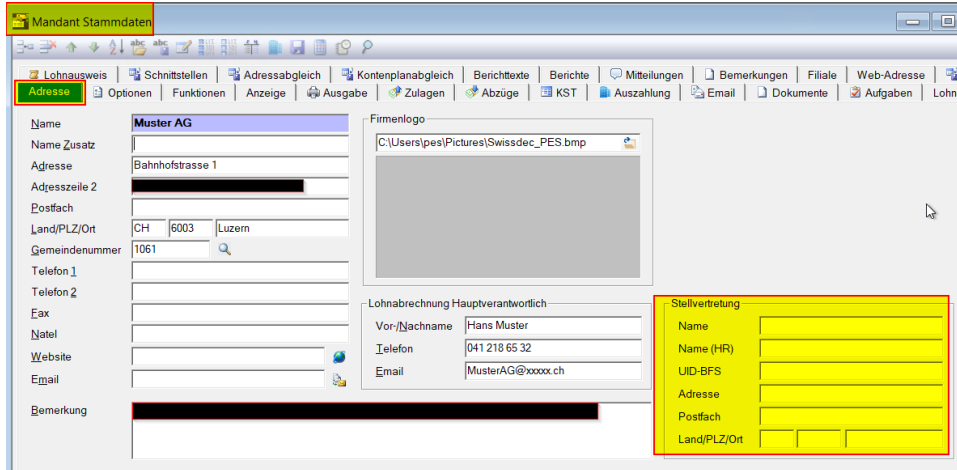 Mandant Stammdaten
Lohnausweis Schnittstellen Adressabgleich Kontenplanabgleich Berichttexte Berichte Mitteilungen Bemerkungen Filiale Web-Adresse
Adresse Optionen Funktionen Anzeige Ausgabe Zulagen Abzüge KST Auszahlung Email Dokumente Aufgaben Lohn
Name Muster AG
Name Zusatz
Adresse Bahnhofstrasse 1
Adresszeile 2
Postfach
Land/PLZ/Ort CH 6003 Luzern
Gemeindenummer 1061
Telefon 1
Telefon 2
Fax
Natel
Website
Email
Bemerkung
Firmenlogo
C:\Users\pes\Pictures\Swissdec_PES.bmp
Lohnabrechnung Hauptverantwortlich
Vor-/Nachname Hans Muster
Telefon 041 218 65 32
Email MusterAG@xxxxx.ch
Stellvertretung
Name
Name (HR)
UID-BFS
Adresse
Postfach
Land/PLZ/Ort